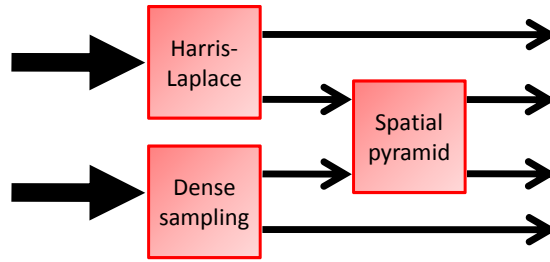 Harris-
Laplace
Spatial
pyramid
Dense
sampling